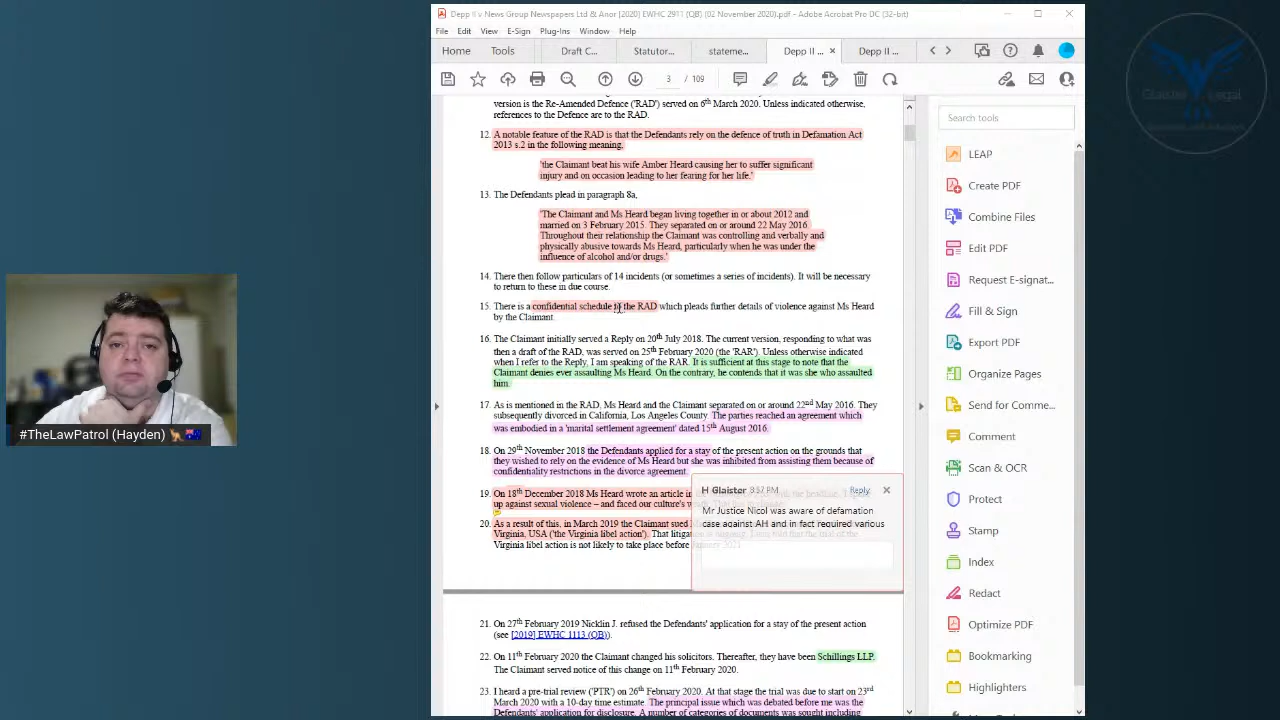 Depp II v News Group Newspapers Ltd & Anor [2020] EWHC 2911 (QB) (02 November 2020).pdf - Adobe Acrobat Pro DC (32-bit)
File Edit View E-Sign Plug-Ins Window Help
Home Tools Draft C... Statutor... stateme... Depp II ... × Depp II ...
3 / 109
version is the Re-Amended Defence ('RAD') served on 6th March 2020. Unless indicated otherwise,
references to the Defence are to the RAD.
12. A notable feature of the RAD is that the Defendants rely on the defence of truth in Defamation Act
2013 s.2 in the following meaning,
'the Claimant beat his wife Amber Heard causing her to suffer significant
injury and on occasion leading to her fearing for her life.'
13. The Defendants plead in paragraph 8a,
'The Claimant and Ms Heard began living together in or about 2012 and
married on 3 February 2015. They separated on or around 22 May 2016.
Throughout their relationship the Claimant was controlling and verbally and
physically abusive towards Ms Heard, particularly when he was under the
influence of alcohol and/or drugs.'
14. There then follow particulars of 14 incidents (or sometimes a series of incidents). It will be necessary
to return to these in due course.
15. There is a confidential schedule to the RAD which pleads further details of violence against Ms Heard
by the Claimant.
16. The Claimant initially served a Reply on 20th July 2018. The current version, responding to what was
then a draft of the RAD, was served on 25th February 2020 (the 'RAR'). Unless otherwise indicated
when I refer to the Reply, I am speaking of the RAR. It is sufficient at this stage to note that the
Claimant denies ever assaulting Ms Heard. On the contrary, he contends that it was she who assaulted
him.
17. As is mentioned in the RAD, Ms Heard and the Claimant separated on or around 22nd May 2016. They
subsequently divorced in California, Los Angeles County. The parties reached an agreement which
was embodied in a 'marital settlement agreement' dated 15th August 2016.
18. On 29th November 2018 the Defendants applied for a stay of the present action on the grounds that
they wished to rely on the evidence of Ms Heard but she was inhibited from assisting them because of
confidentiality restrictions in the divorce agreement.
19. On 18th December 2018 Ms Heard wrote an article in
up against sexual violence – and faced our culture's
20. As a result of this, in March 2019 the Claimant sued
Virginia, USA ('the Virginia libel action'). That
Virginia libel action is not likely to take place before January 2021
H Glaister 3:57 PM Reply ×
Mr Justice Nicol was aware of defamation
case against AH and in fact required various
21. On 27th February 2019 Nicklin J. refused the Defendants' application for a stay of the present action
(see [2019] EWHC 1113 (QB)).
22. On 11th February 2020 the Claimant changed his solicitors. Thereafter, they have been Schillings LLP.
The Claimant served notice of this change on 11th February 2020.
23. I heard a pre-trial review ('PTR') on 26th February 2020. At that stage the trial was due to start on 23rd
March 2020 with a 10-day time estimate. The principal issue which was debated before me was the
Defendants' application for disclosure. A number of categories of documents was sought including
Search tools
LEAP
Create PDF
Combine Files
Edit PDF
Request E-signat...
Fill & Sign
Export PDF
Organize Pages
Send for Comme...
Comment
Scan & OCR
Protect
Stamp
Index
Redact
Optimize PDF
Bookmarking
Highlighters
#TheLawPatrol (Hayden)
Glaister Legal